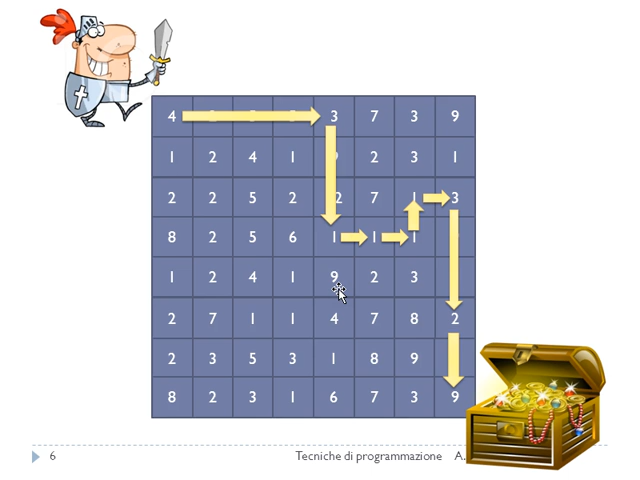 4 3 7 3 9
1 2 4 1 2 3 1
2 2 5 2 2 7 1 3
8 2 5 6 1 1 1
1 2 4 1 9 2 3
2 7 1 1 4 7 8 2
2 3 5 3 1 8 9
8 2 3 1 6 7 3 9
6 Tecniche di programmazione A.